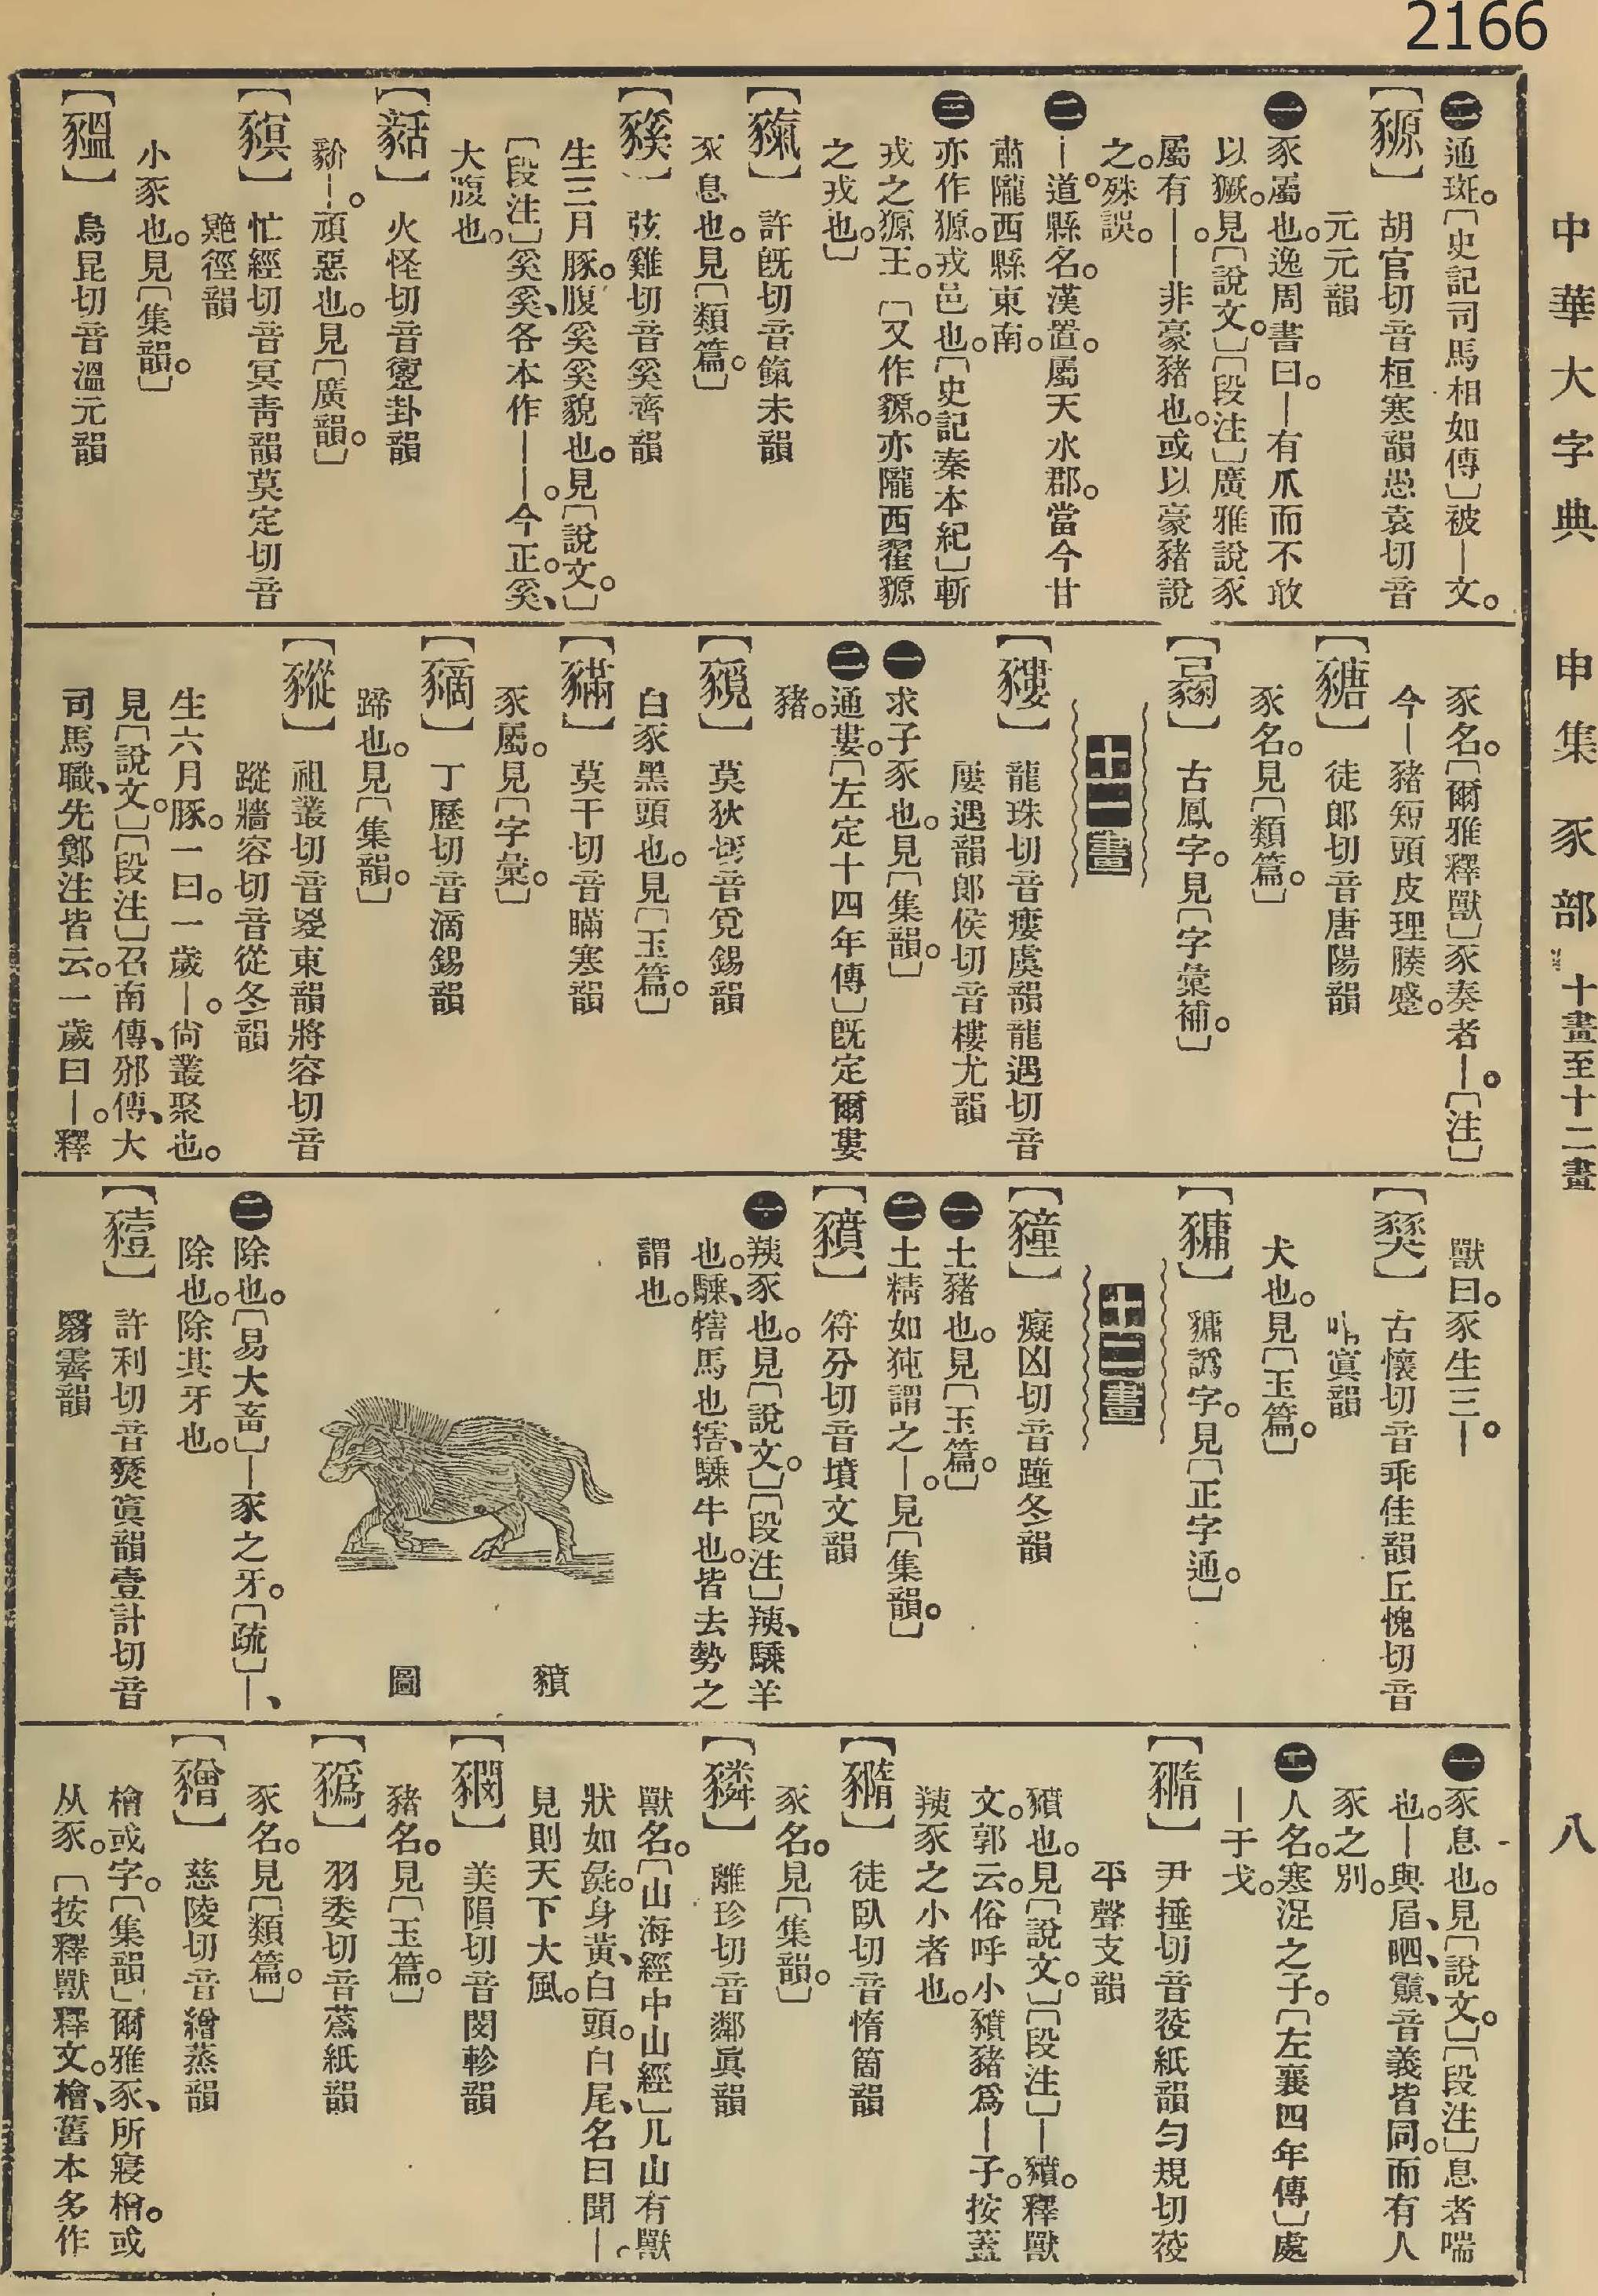 2166
中華大字典 申集 豕部 十畫至十二畫 八
㊁通斑。〔史記司馬相如傳〕被—文。
【豲】胡官切音桓寒韻愚袁切音
元元韻
㊀豕屬也。逸周書曰。—有爪而不敢
以撅。見〔說文。〕〔段注〕廣雅說豕
屬有——。非豪豬也。或以豪豬說
之。殊誤。
㊁—道。縣名。漢置。屬天水郡。當今甘
肅隴西縣東南。
㊂亦作獂。戎邑也。〔史記秦本紀〕斬
戎之獂王。〔又作豲。亦隴西翟豲
之戎也。〕
【䝅】許旣切音餼未韻
豕息也。見〔類篇。〕
【豯】弦雞切音奚齊韻
生三月豚。腹奚奚貌也。見〔說文。〕
〔段注〕奚奚、各本作——。今正。奚、
大腹也。
火怪切音蠆卦韻
豥—。頑惡也。見〔廣韻。〕
忙經切音冥靑韻莫定切音
艵徑韻
小豕也。見〔集韻。〕
【豱】烏昆切音溫元韻
豕名。〔爾雅釋獸〕豕奏者—。〔注〕
今—豬短頭皮理腠蹙。
徒郎切音唐陽韻
豕名。見〔類篇。〕
古鳳字。見〔字彙補。〕
十一畫
龍珠切音瘻虞韻龍遇切音
屢遇韻郎侯切音樓尤韻
㊀求子豕也。見〔集韻。〕
㊁通婁。〔左定十四年傳〕旣定爾婁
豬。
莫狄切音覓錫韻
白豕黑頭也。見〔玉篇。〕
莫干切音瞞寒韻
豕屬。見〔字彙。〕
丁歷切音滴錫韻
蹄也。見〔集韻。〕
【豵】祖叢切音嵏東韻將容切音
蹤牆容切音從冬韻
生六月豚。一曰。一歲—。尙叢聚也。
見〔說文。〕〔段注〕召南傳、邠傳、大
司馬職、先鄭注皆云。一歲曰—。釋
獸曰。豕生三—。
古懷切音乖佳韻丘愧切音
寘韻
犬也。見〔玉篇。〕
豶譌字。見〔正字通。〕
十二畫
癡凶切音蹱冬韻
㊀土豬也。見〔玉篇。〕
㊁土精如㹠謂之—。見〔集韻。〕
【豶】符分切音墳文韻
㊀羠豕也。見〔說文。〕〔段注〕羠、騬羊
也。騬、犗馬也。犗、騬牛也。皆去勢之
謂也。
豶圖
㊁除也。〔易大畜〕—豕之牙。〔疏〕—、
除也。除其牙也。
【豷】許利切音燹寘韻壹計切音
翳霽韻
㊀豕息也。見〔說文。〕〔段注〕息者喘
也。—與眉、呬、鼾、音義皆同。而有人
豕之別。
㊁人名。寒浞之子。〔左襄四年傳〕處
—于戈。
尹捶切音䓈紙韻勻規切䓈
平聲支韻
豶也。見〔說文。〕〔段注〕—豶。釋獸
文。郭云。俗呼小豶豬爲—子。按蓋
羠豕之小者也。
徒臥切音惰箇韻
豕名。見〔集韻。〕
離珍切音鄰眞韻
獸名。〔山海經中山經〕几山有獸
狀如彘。身黃、白頭。白尾、名曰聞—。
見則天下大風。
美隕切音閔軫韻
豬名。見〔玉篇。〕
羽委切音蔿紙韻
豕名。見〔類篇。〕
慈陵切音繒蒸韻
橧或字。〔集韻〕爾雅豕、所寢橧。或
从豕。〔按釋獸釋文。橧、舊本多作